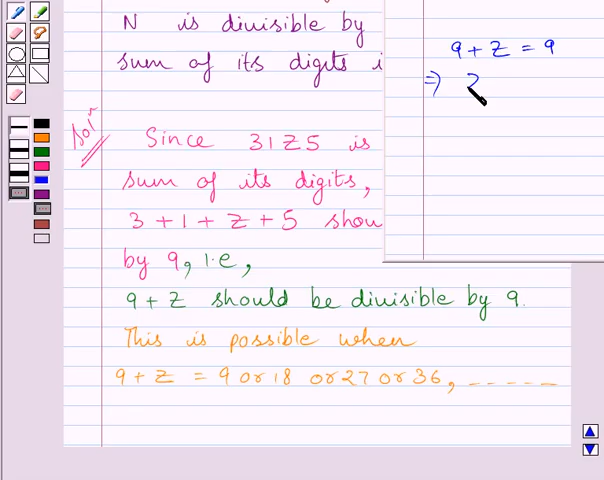 N is divisible by
sum of its digits i
Solⁿ
Since 31Z5 is
sum of its digits,
3 + 1 + Z + 5 shou
by 9, i.e,
9 + Z should be divisible by 9.
This is possible when
9 + Z = 9 or 18 or 27 or 36, -----
9 + Z = 9
⇒ Z